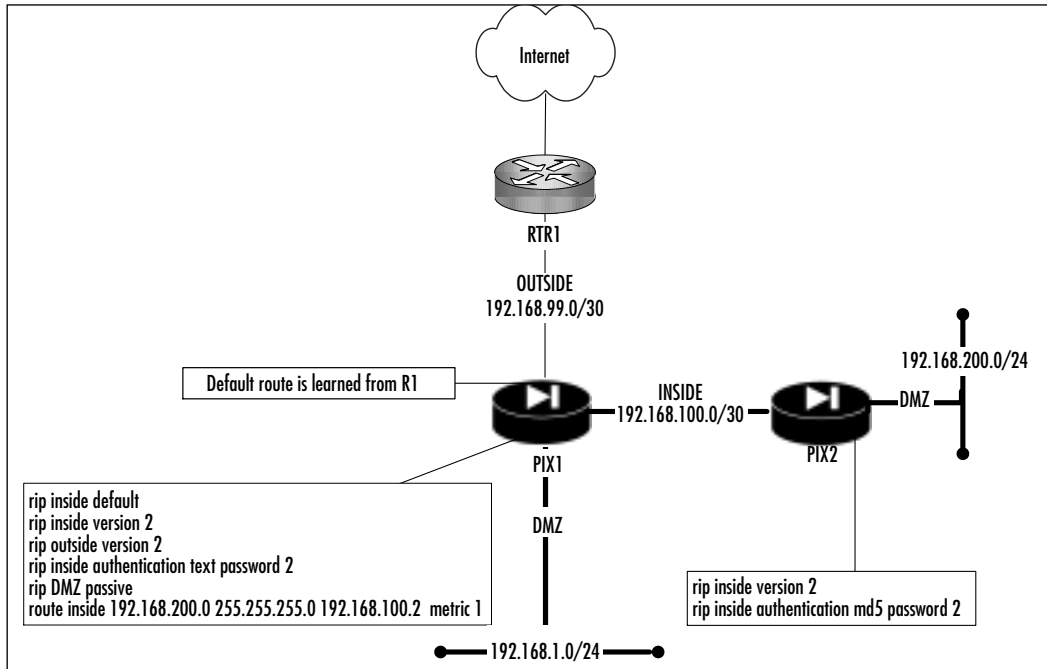 Internet
RTR1
OUTSIDE
192.168.99.0/30
192.168.200.0/24
Default route is learned from R1
INSIDE
192.168.100.0/30
DMZ
PIX1
PIX2
rip inside default
rip inside version 2
rip outside version 2
rip inside authentication text password 2
rip DMZ passive
route inside 192.168.200.0 255.255.255.0 192.168.100.2 metric 1
DMZ
rip inside version 2
rip inside authentication md5 password 2
192.168.1.0/24